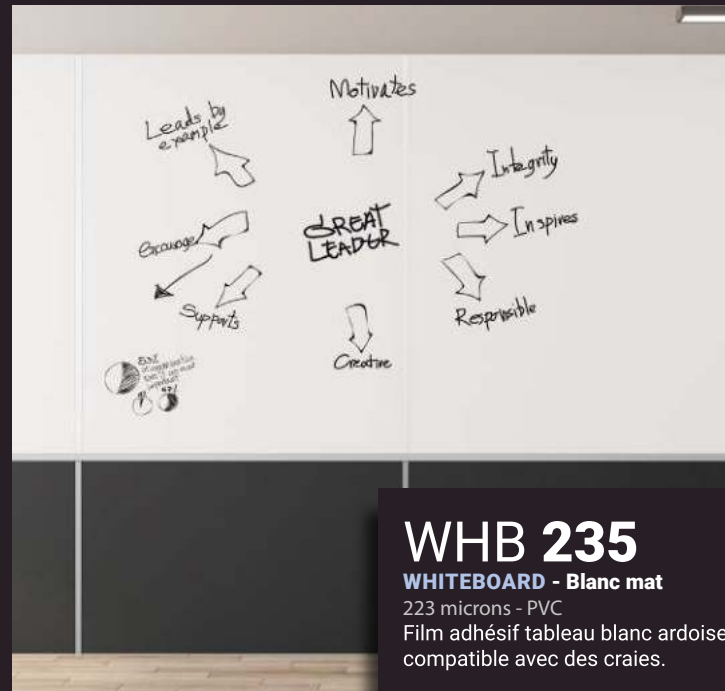 Motivates
Leads by
example
Integrity
GREAT
LEADER
Inspires
Supports
Responsible
Creative
WHB 235
WHITEBOARD - Blanc mat
223 microns - PVC
Film adhésif tableau blanc ardoise
compatible avec des craies.